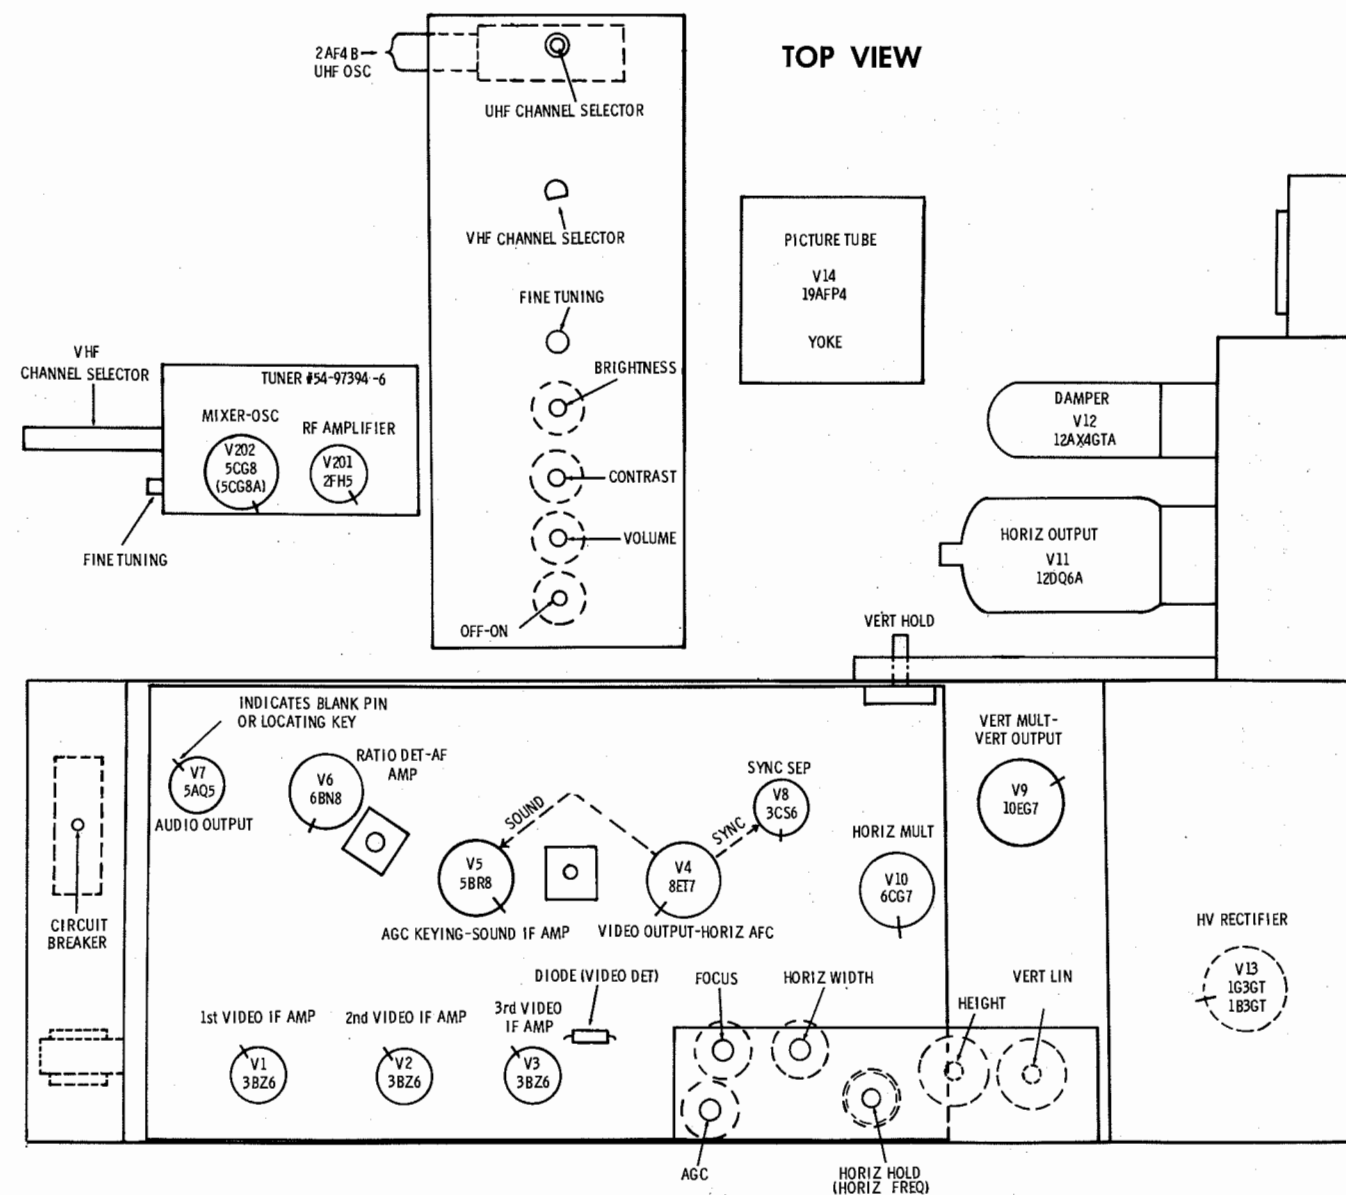 TOP VIEW
2AF4B
UHF OSC
UHF CHANNEL SELECTOR
VHF CHANNEL SELECTOR
FINE TUNING
BRIGHTNESS
CONTRAST
VOLUME
OFF-ON
PICTURE TUBE
V14
19AFP4
YOKE
VHF
CHANNEL SELECTOR
TUNER #54-97394-6
MIXER-OSC
V202
5CG8
(5CG8A)
RF AMPLIFIER
V201
2FH5
FINE TUNING
DAMPER
V12
12AX4GTA
HORIZ OUTPUT
V11
12DQ6A
VERT HOLD
INDICATES BLANK PIN
OR LOCATING KEY
V7
5AQ5
AUDIO OUTPUT
V6
6BN8
RATIO DET-AF
AMP
SOUND
SYNC
SYNC SEP
V8
3CS6
VERT MULT-
VERT OUTPUT
V9
10EG7
HORIZ MULT
V10
6CG7
V5
5BR8
AGC KEYING-SOUND IF AMP
V4
8ET7
VIDEO OUTPUT-HORIZ AFC
CIRCUIT
BREAKER
HV RECTIFIER
V13
1G3GT
1B3GT
1st VIDEO IF AMP
V1
3BZ6
2nd VIDEO IF AMP
V2
3BZ6
3rd VIDEO
IF AMP
V3
3BZ6
DIODE (VIDEO DET)
FOCUS
HORIZ WIDTH
HEIGHT
VERT LIN
AGC
HORIZ HOLD
(HORIZ FREQ)